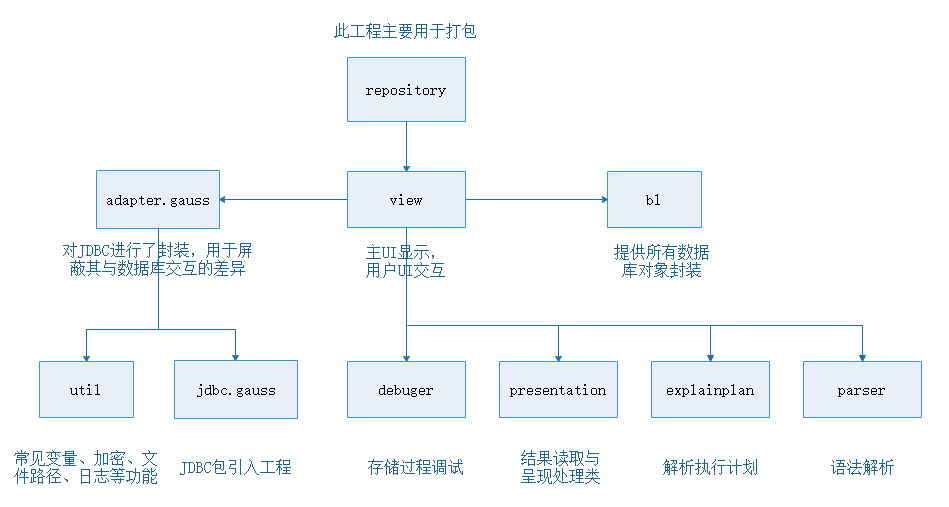 此工程主要用于打包
repository
adapter.gauss
view
bl
对JDBC进行了封装，用于屏
蔽其与数据库交互的差异
主UI显示，
用户UI交互
提供所有数据
库对象封装
util
jdbc.gauss
debuger
presentation
explainplan
parser
常见变量、加密、文
件路径、日志等功能
JDBC包引入工程
存储过程调试
结果读取与
呈现处理类
解析执行计划
语法解析